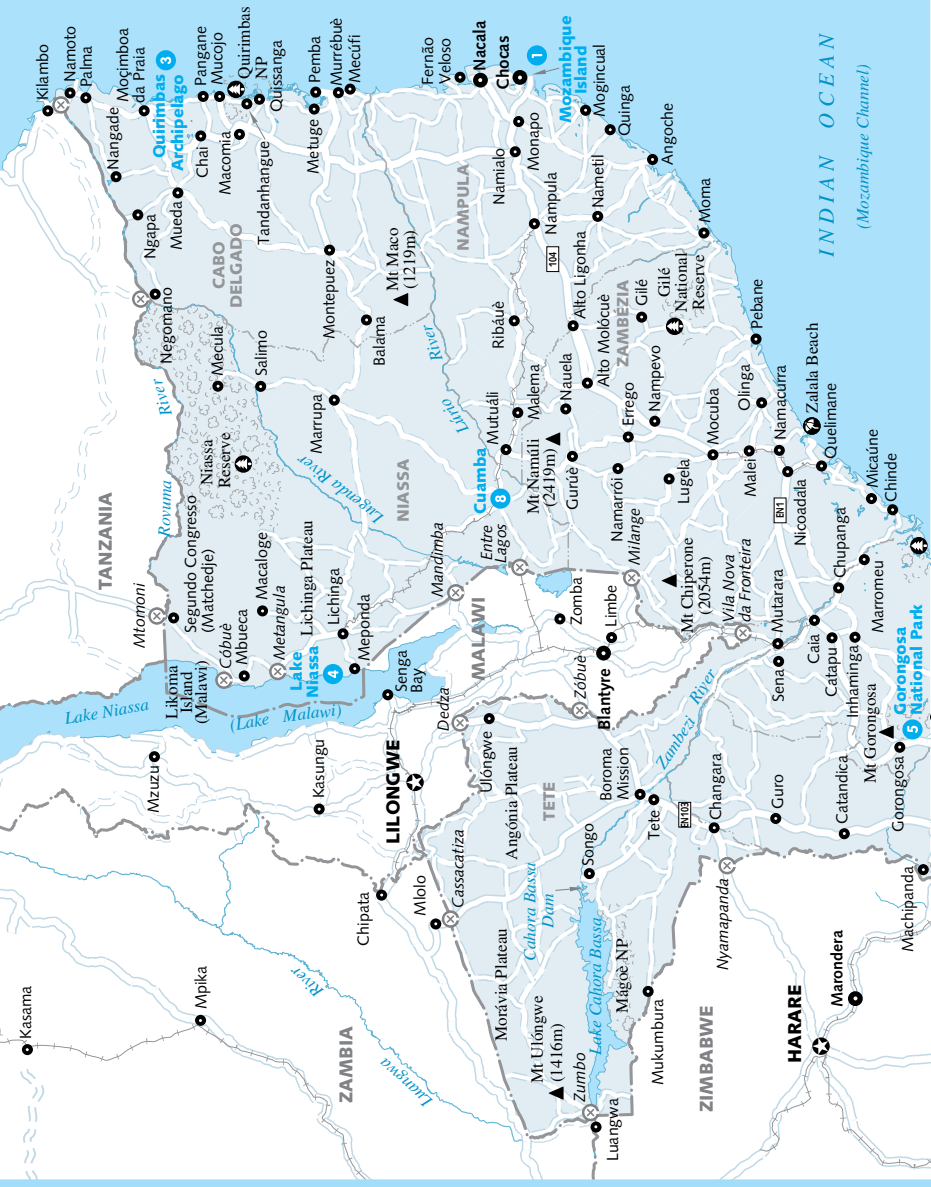 Kilambo
Namoto
Palma
Moçimboa
da Praia
Quirimbas 3
Archipelago
Pangane
Mucojo
Quirimbas
NP
Quissanga
Pemba
Murrébuè
Mecúfi
Fernão
Veloso
Nacala
Chocas
1
Mozambique
Island
Mogincual
Quinga
Angoche
Moma
INDIAN OCEAN
(Mozambique Channel)
Nangade
Ngapa
Mueda
Chai
Macomia
Tandanhangue
Metuge
CABO
DELGADO
Montepuez
Mt Maco
(1219m)
Balama
NAMPULA
Namialo
Monapo
Nampula
Nametil
104
Alto Ligonha
Ribáuè
Lúrio
River
Negomano
Mecula
Salimo
Marrupa
Mutuáli
Malema
Nauela
Alto Molócuè
ZAMBÉZIA
Gilé
Gilé
National
Reserve
Pebane
Errego
Nampevo
Mocuba
Olinga
Namacurra
Zalala Beach
Quelimane
Malei
Nicoadala
EN1
Micaúne
Chinde
TANZANIA
Rovuma
River
Niassa
Reserve
Lugenda River
NIASSA
Cuamba
8
Mt Namúli
(2419m)
Gurúè
Namarrói
Lugela
Mtomoni
Segundo Congresso
(Matchedje)
Cóbuè
Mbueca
Macaloge
Metangula
Lichinga Plateau
Lichinga
Lake
Niassa
4
Meponda
Mandimba
Entre
Lagos
Milange
Mt Chiperone
(2054m)
Vila Nova
da Fronteira
Mutarara
Sena
Caia
Chupanga
Catapu
Marromeu
Inhaminga
Lake Niassa
Likoma
Island
(Malawi)
(Lake Malawi)
Senga
Bay
MALAWI
Zomba
Limbe
Blantyre
Zóbuè
Dedza
Ulóngwe
Angónia Plateau
TETE
Boroma
Mission
Tete
EN103
Zambezi River
Changara
Guro
Catandica
Mt Gorongosa
Gorongosa
5
Gorongosa
National Park
Mzuzu
Kasungu
LILONGWE
Chipata
Mlolo
Cassacatiza
Songo
Cahora Bassa
Dam
Lake Cahora Bassa
Morávia Plateau
Mt Ulóngwe
(1416m)
Zumbo
Luangwa
Mágoè NP
Mukumbura
Nyamapanda
ZIMBABWE
HARARE
Marondera
Machipanda
Kasama
Mpika
ZAMBIA
Luangwa
River